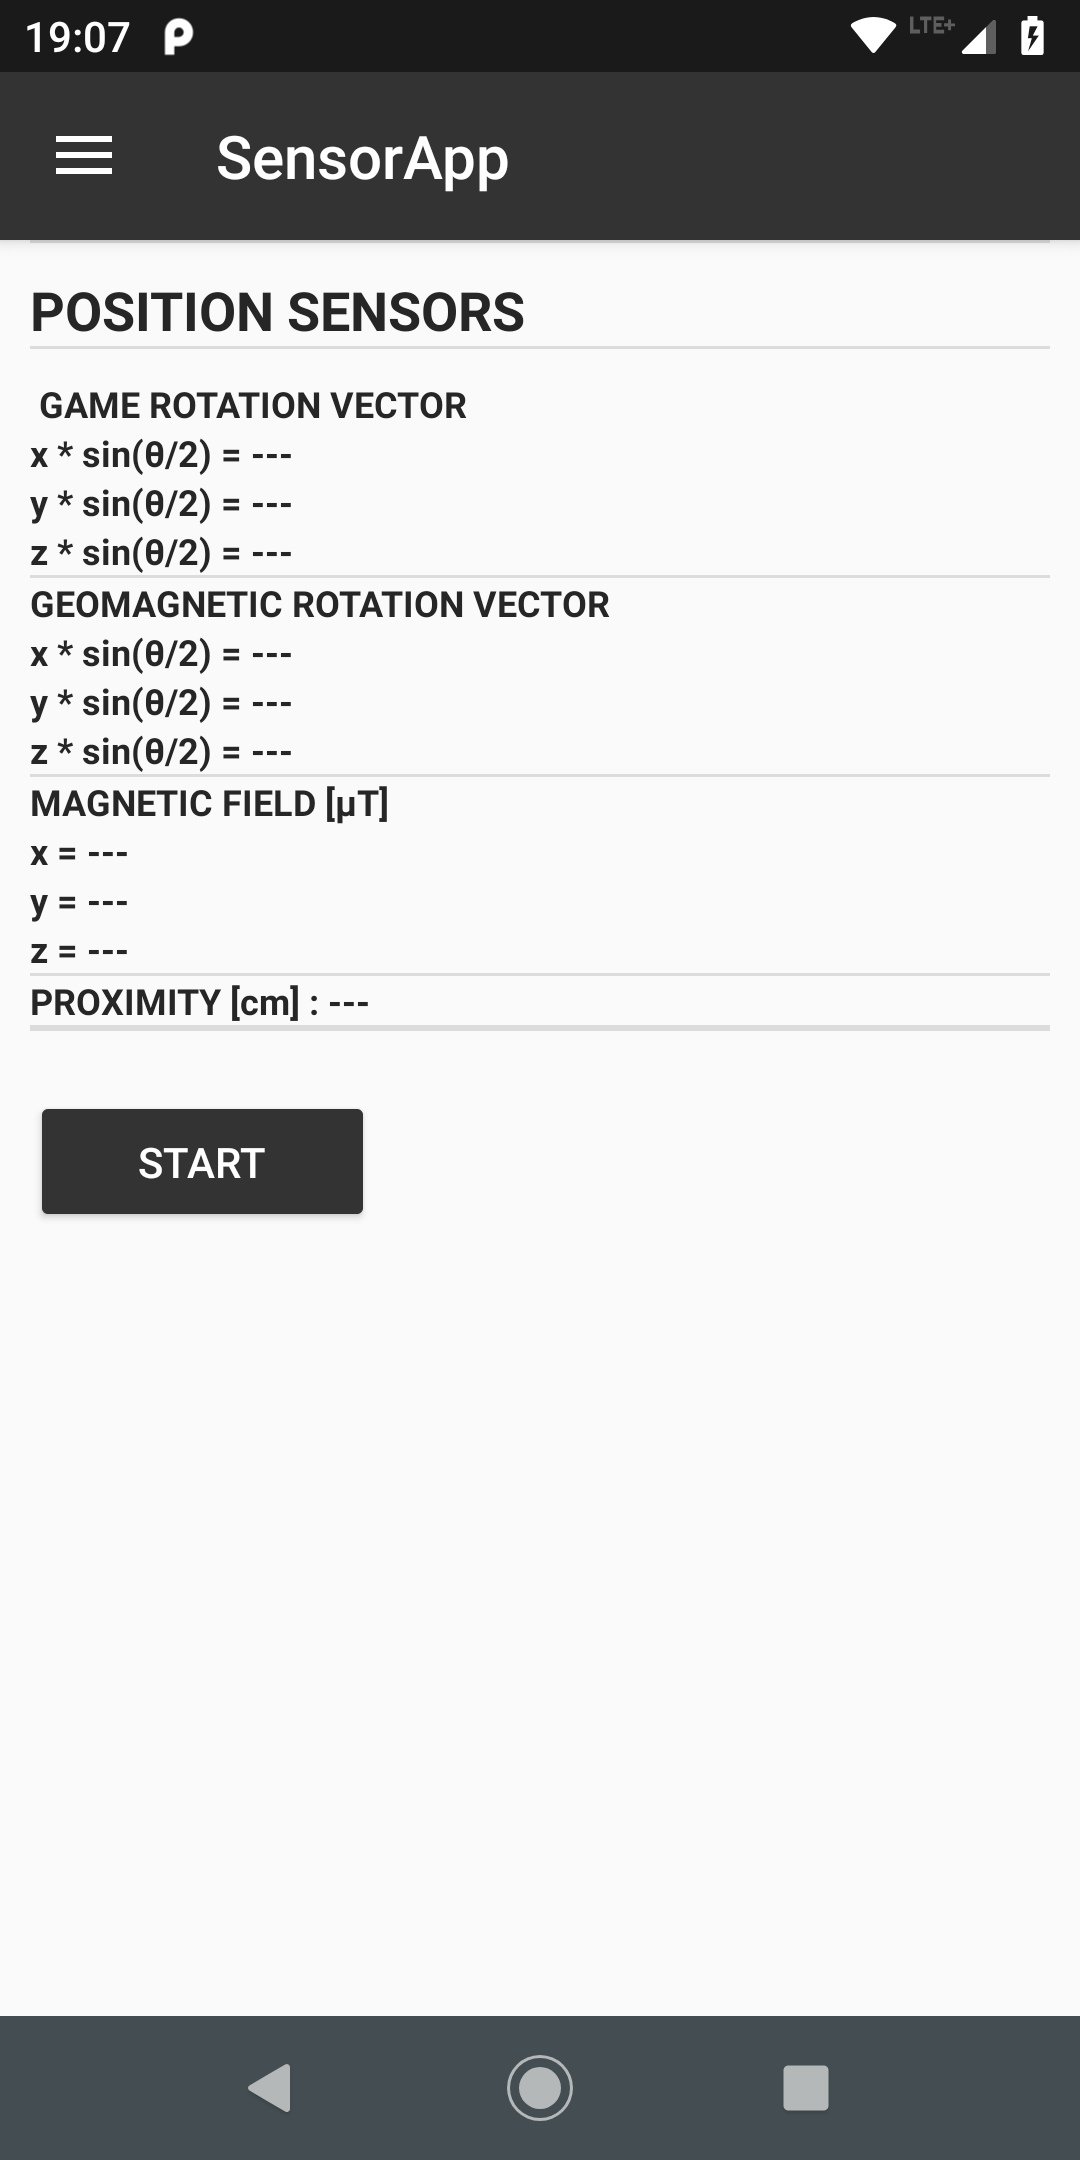 19:07
LTE+
SensorApp
POSITION SENSORS
GAME ROTATION VECTOR
x * sin(θ/2) = ---
y * sin(θ/2) = ---
z * sin(θ/2) = ---
GEOMAGNETIC ROTATION VECTOR
x * sin(θ/2) = ---
y * sin(θ/2) = ---
z * sin(θ/2) = ---
MAGNETIC FIELD [μT]
x = ---
y = ---
z = ---
PROXIMITY [cm] : ---
START